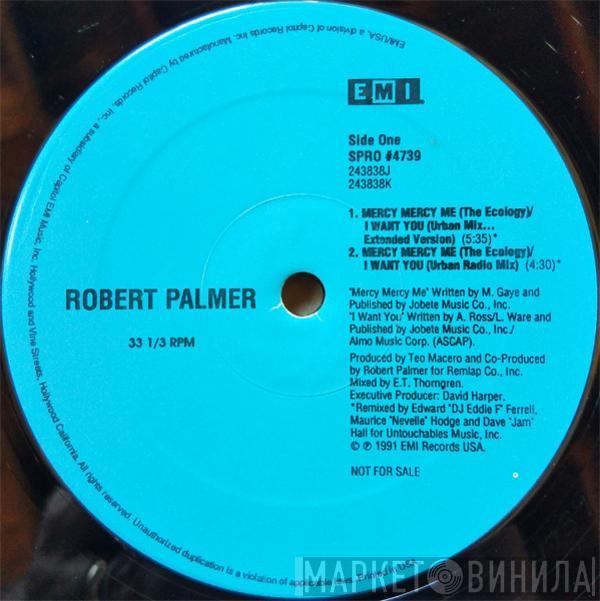 EMI/USA, a division of Capitol Records Inc. Manufactured by Capitol Records, Inc., a subsidiary of Capitol EMI Music, Inc. Hollywood and Vine Streets, Hollywood California. All rights reserved. Unauthorized duplication is a violation of applicable laws. Printed in USA.
EMI
Side One
SPRO #4739
243838J
243838K
1. MERCY MERCY ME (The Ecology)/
I WANT YOU (Urban Mix...
Extended Version) (5:35)*
2. MERCY MERCY ME (The Ecology)/
I WANT YOU (Urban Radio Mix) (4:30)*
ROBERT PALMER
33 1/3 RPM
"Mercy Mercy Me" Written by M. Gaye and
Published by Jobete Music Co., Inc.
"I Want You" Written by A. Ross/L. Ware and
Published by Jobete Music Co., Inc./
Almo Music Corp. (ASCAP).
Produced by Teo Macero and Co-Produced
by Robert Palmer for Remlap Co., Inc.
Mixed by E.T. Thorngren.
Executive Producer: David Harper.
*Remixed by Edward "DJ Eddie F" Ferrell,
Maurice "Nevelle" Hodge and Dave "Jam"
Hall for Untouchables Music, Inc.
© ℗ 1991 EMI Records USA.
NOT FOR SALE
МАРКЕТ ВИНИЛА